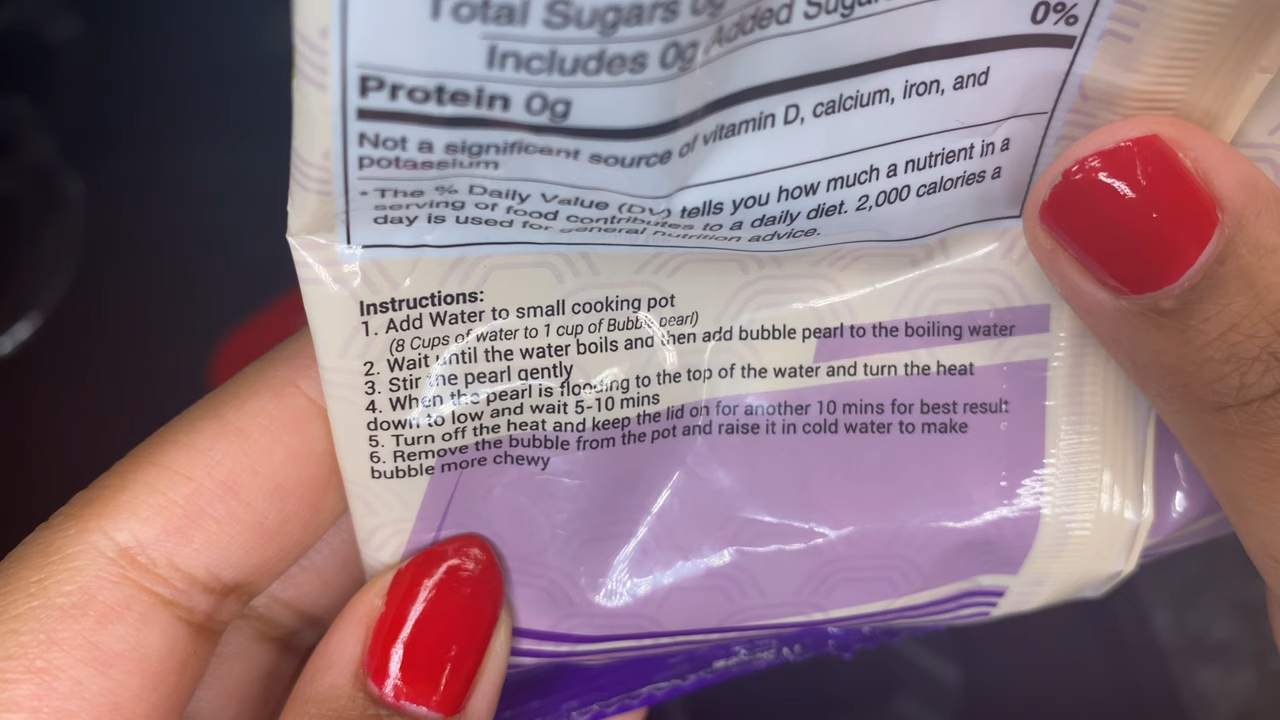 Total Sugars 0g
Includes 0g Added Sugars
0%
Protein 0g
Not a significant source of vitamin D, calcium, iron, and
potassium
* The % Daily Value (DV) tells you how much a nutrient in a
serving of food contributes to a daily diet. 2,000 calories a
day is used for general nutrition advice.
Instructions:
1. Add Water to small cooking pot
(8 Cups of water to 1 cup of Bubble pearl)
2. Wait until the water boils and then add bubble pearl to the boiling water
3. Stir the pearl gently
4. When the pearl is flooding to the top of the water and turn the heat
down to low and wait 5-10 mins
5. Turn off the heat and keep the lid on for another 10 mins for best result
6. Remove the bubble from the pot and raise it in cold water to make
bubble more chewy